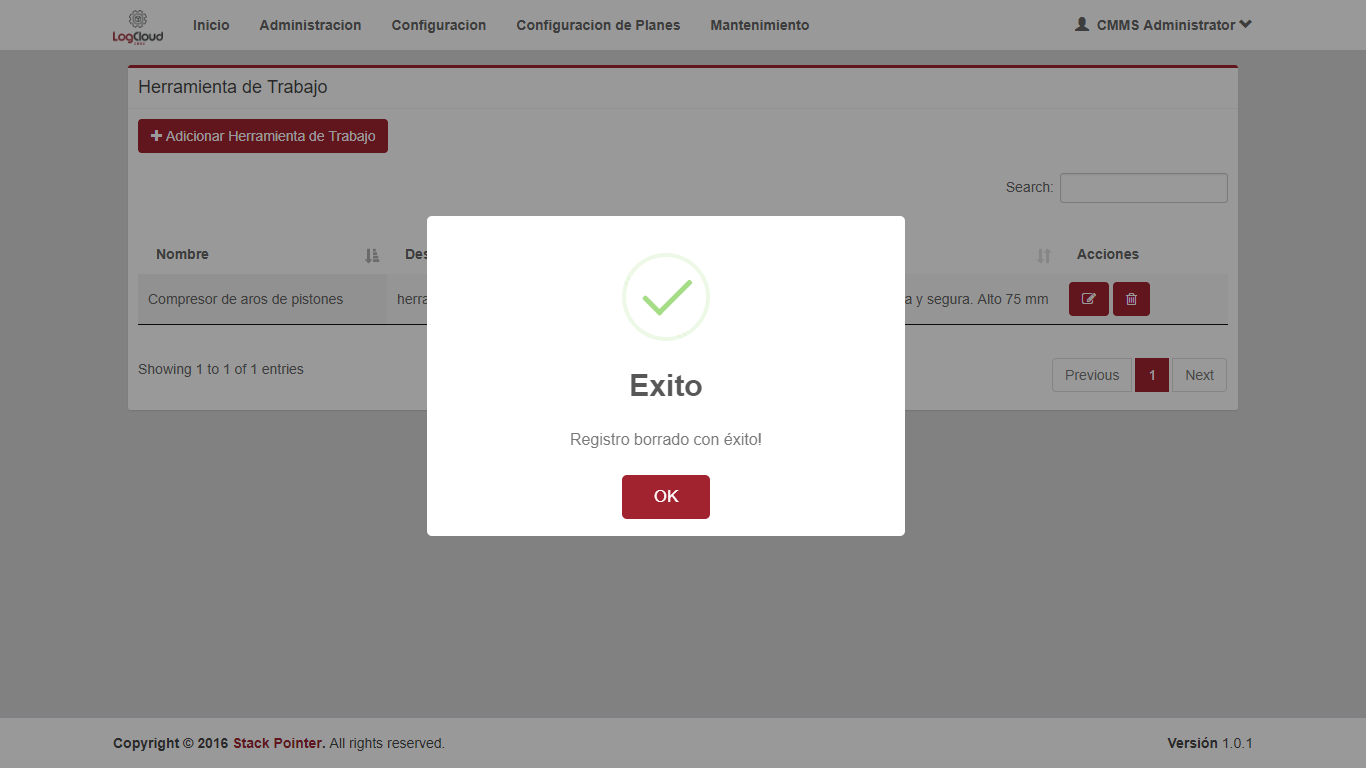 LogCloud
Inicio Administracion Configuracion Configuracion de Planes Mantenimiento CMMS Administrator
Herramienta de Trabajo
Adicionar Herramienta de Trabajo
Search:
Nombre Des Acciones
Compresor de aros de pistones herra a y segura. Alto 75 mm
Showing 1 to 1 of 1 entries Previous 1 Next
Exito
Registro borrado con éxito!
OK
Copyright © 2016 Stack Pointer. All rights reserved. Versión 1.0.1